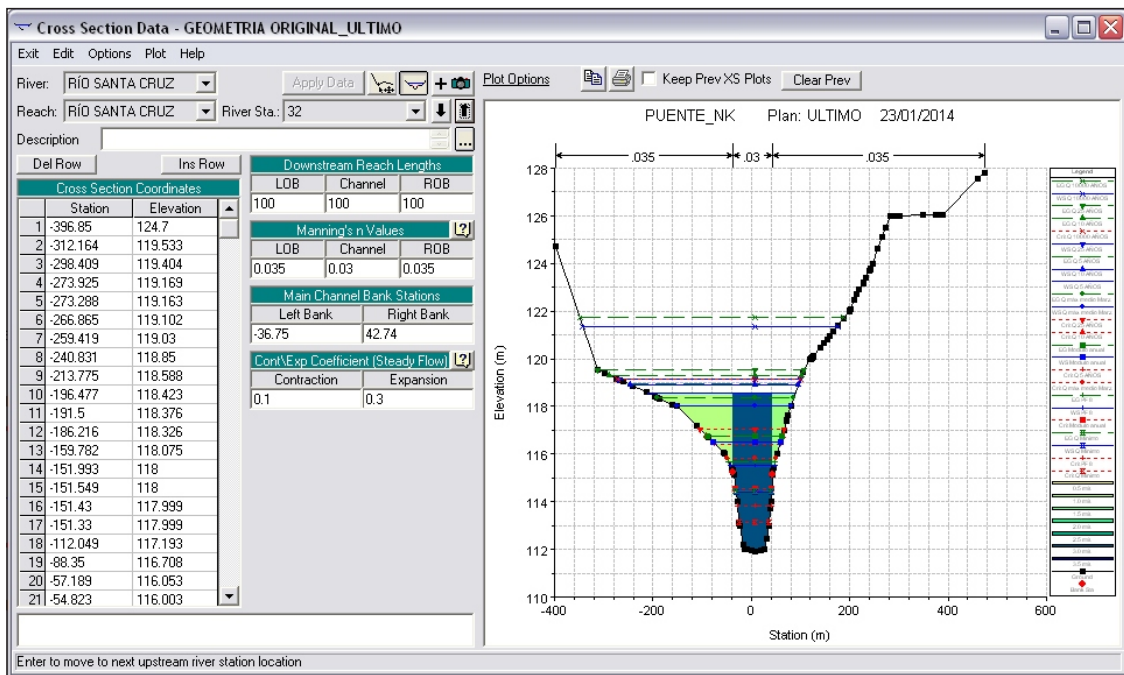 Cross Section Data - GEOMETRIA ORIGINAL_ULTIMO
Exit Edit Options Plot Help
River: RÍO SANTA CRUZ Apply Data
Reach: RÍO SANTA CRUZ River Sta.: 32
Description ...
Del Row Ins Row
Cross Section Coordinates
Station Elevation
1 -396.85 124.7
2 -312.164 119.533
3 -298.409 119.404
4 -273.925 119.169
5 -273.288 119.163
6 -266.865 119.102
7 -259.419 119.03
8 -240.831 118.85
9 -213.775 118.588
10 -196.477 118.423
11 -191.5 118.376
12 -186.216 118.326
13 -159.782 118.075
14 -151.993 118
15 -151.549 118
16 -151.43 117.999
17 -151.33 117.999
18 -112.049 117.193
19 -88.35 116.708
20 -57.189 116.053
21 -54.823 116.003
Downstream Reach Lengths
LOB Channel ROB
100 100 100
Manning's n Values ?
LOB Channel ROB
0.035 0.03 0.035
Main Channel Bank Stations
Left Bank Right Bank
-36.75 42.74
Cont\Exp Coefficient (Steady Flow) ?
Contraction Expansion
0.1 0.3
Plot Options Keep Prev XS Plots Clear Prev
PUENTE_NK Plan: ULTIMO 23/01/2014
.035 .03 .035
128
126
124
122
120
118
116
114
112
110
Elevation (m)
-400 -200 0 200 400 600
Station (m)
Legend
Ground
Bank Sta
Enter to move to next upstream river station location